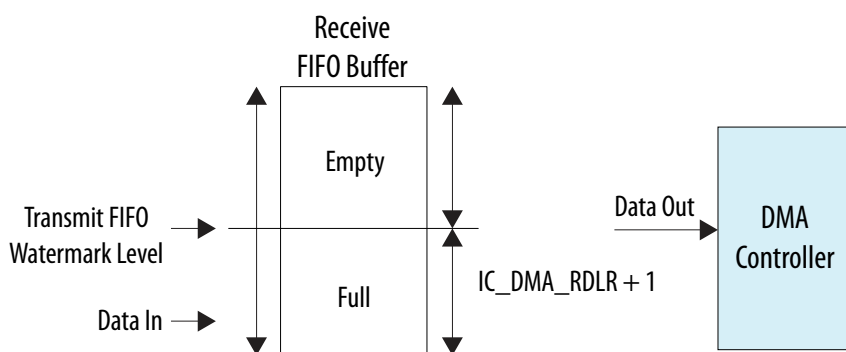 Receive
FIFO Buffer
Empty
Transmit FIFO
Watermark Level
Data Out
DMA
Controller
IC_DMA_RDLR + 1
Full
Data In